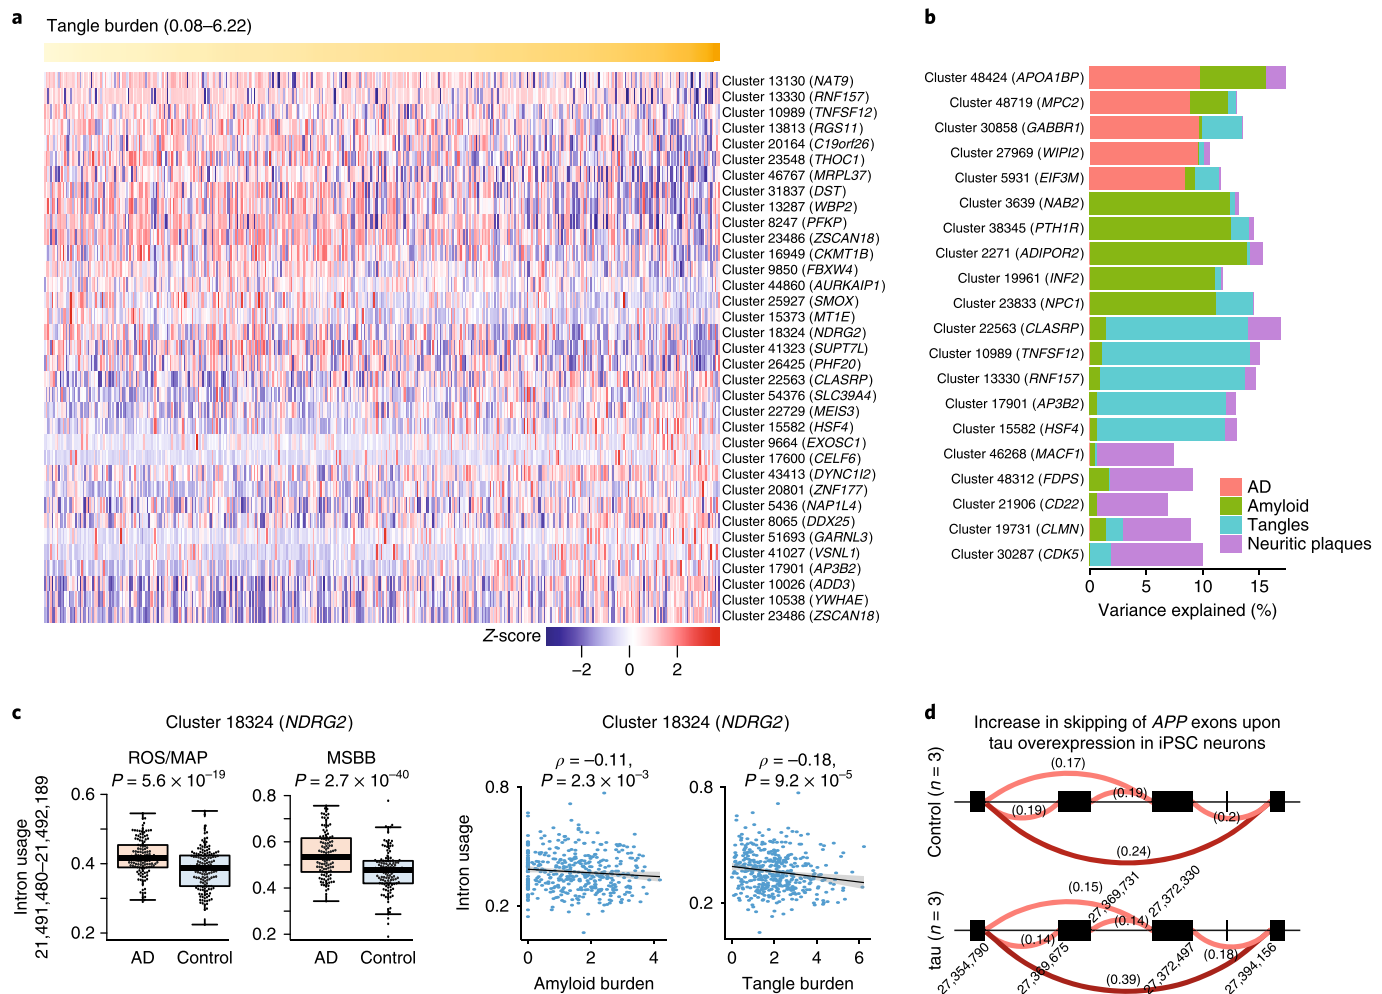 a
Tangle burden (0.08–6.22)
Cluster 13130 (NAT9)
Cluster 13330 (RNF157)
Cluster 10989 (TNFSF12)
Cluster 13813 (RGS11)
Cluster 20164 (C19orf26)
Cluster 23548 (THOC1)
Cluster 46767 (MRPL37)
Cluster 31837 (DST)
Cluster 13287 (WBP2)
Cluster 8247 (PFKP)
Cluster 23486 (ZSCAN18)
Cluster 16949 (CKMT1B)
Cluster 9850 (FBXW4)
Cluster 44860 (AURKAIP1)
Cluster 25927 (SMOX)
Cluster 15373 (MT1E)
Cluster 18324 (NDRG2)
Cluster 41323 (SUPT7L)
Cluster 26425 (PHF20)
Cluster 22563 (CLASRP)
Cluster 54376 (SLC39A4)
Cluster 22729 (MEIS3)
Cluster 15582 (HSF4)
Cluster 9664 (EXOSC1)
Cluster 17600 (CELF6)
Cluster 43413 (DYNC1I2)
Cluster 20801 (ZNF177)
Cluster 5436 (NAP1L4)
Cluster 8065 (DDX25)
Cluster 51693 (GARNL3)
Cluster 41027 (VSNL1)
Cluster 17901 (AP3B2)
Cluster 10026 (ADD3)
Cluster 10538 (YWHAE)
Cluster 23486 (ZSCAN18)
Z-score
−2 0 2
b
Cluster 48424 (APOA1BP)
Cluster 48719 (MPC2)
Cluster 30858 (GABBR1)
Cluster 27969 (WIPI2)
Cluster 5931 (EIF3M)
Cluster 3639 (NAB2)
Cluster 38345 (PTH1R)
Cluster 2271 (ADIPOR2)
Cluster 19961 (INF2)
Cluster 23833 (NPC1)
Cluster 22563 (CLASRP)
Cluster 10989 (TNFSF12)
Cluster 13330 (RNF157)
Cluster 17901 (AP3B2)
Cluster 15582 (HSF4)
Cluster 46268 (MACF1)
Cluster 48312 (FDPS)
Cluster 21906 (CD22)
Cluster 19731 (CLMN)
Cluster 30287 (CDK5)
AD
Amyloid
Tangles
Neuritic plaques
0 5 10 15
Variance explained (%)
c
Cluster 18324 (NDRG2)
ROS/MAP
P = 5.6 × 10−19
MSBB
P = 2.7 × 10−40
Intron usage
21,491,480–21,492,189
0.6
0.4
0.2
AD Control
0.8
0.6
0.4
0.2
AD Control
Cluster 18324 (NDRG2)
ρ = −0.11,
P = 2.3 × 10−3
ρ = −0.18,
P = 9.2 × 10−5
Intron usage
0.8
0.2
0 2 4
Amyloid burden
0.8
0.2
0 2 4 6
Tangle burden
d
Increase in skipping of APP exons upon
tau overexpression in iPSC neurons
Control (n = 3)
(0.17)
(0.19)
(0.19)
(0.2)
(0.24)
tau (n = 3)
(0.15)
27,369,731
27,372,330
(0.14)
(0.14)
(0.18)
(0.39)
27,354,790
27,369,675
27,372,497
27,394,156